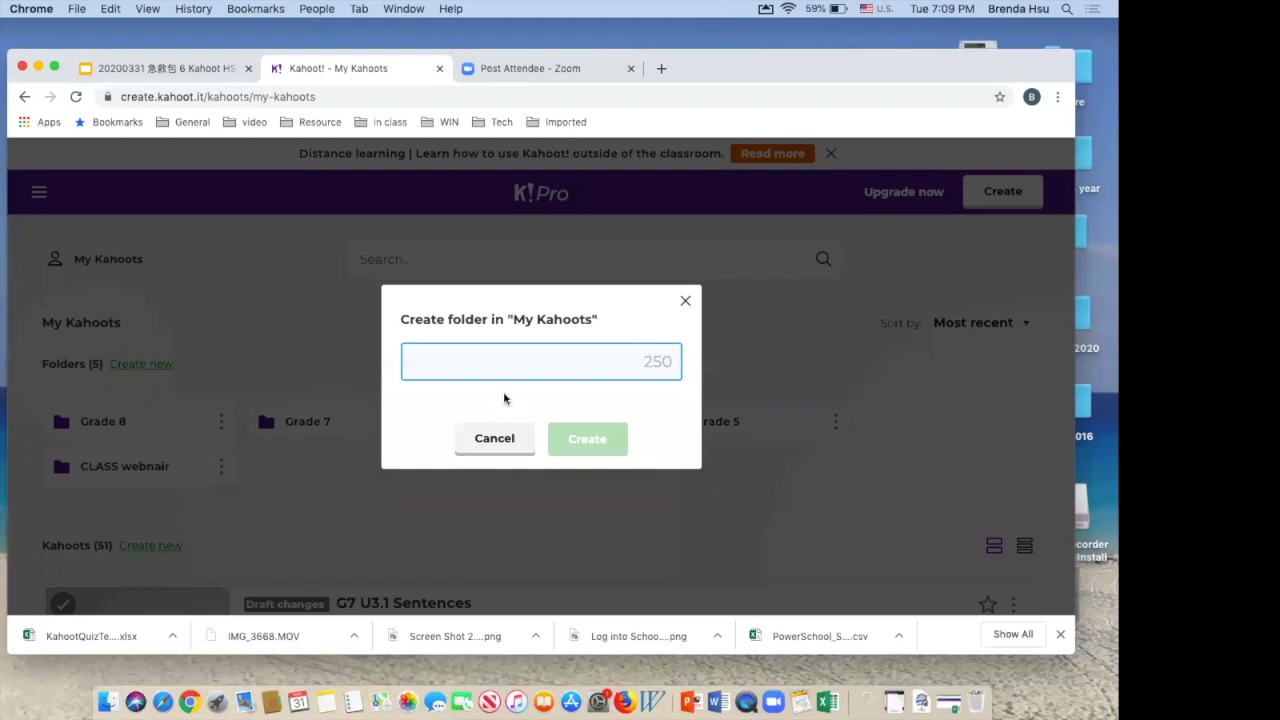 Chrome File Edit View History Bookmarks People Tab Window Help 59% U.S. Tue 7:09 PM Brenda Hsu
20200331 急救包 6 Kahoot HS K! Kahoot! - My Kahoots Post Attendee - Zoom
create.kahoot.it/kahoots/my-kahoots B
Apps Bookmarks General video Resource in class WIN Tech Imported
Distance learning | Learn how to use Kahoot! outside of the classroom. Read more
K! Pro Upgrade now Create
year
My Kahoots Search...
Create folder in "My Kahoots"
My Kahoots Sort by: Most recent
2020
250
Folders (5) Create new
Grade 8 Grade 7
016
Cancel Create
CLASS webnair
Kahoots (51) Create new
Install
Draft changes G7 U3.1 Sentences
KahootQuizTe....xlsx IMG_3668.MOV Screen Shot 2....png Log into Schoo....png PowerSchool_S....csv Show All
31